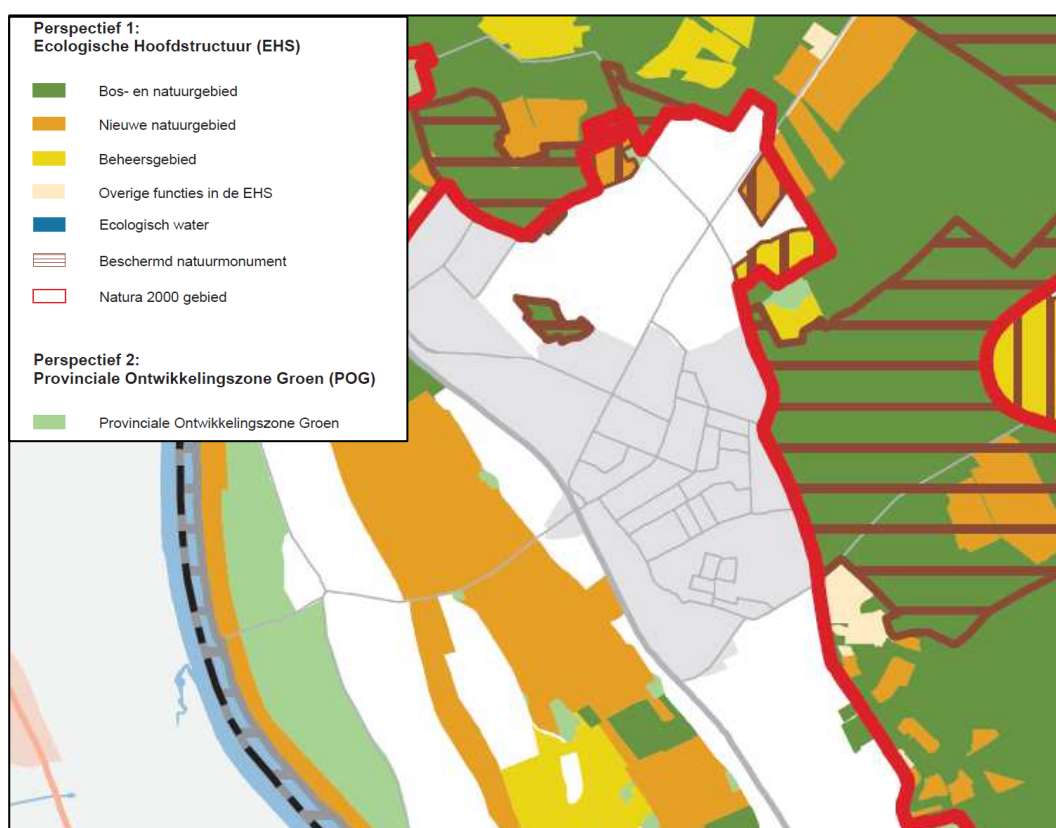 Perspectief 1:
Ecologische Hoofdstructuur (EHS)
Bos- en natuurgebied
Nieuwe natuurgebied
Beheersgebied
Overige functies in de EHS
Ecologisch water
Beschermd natuurmonument
Natura 2000 gebied
Perspectief 2:
Provinciale Ontwikkelingszone Groen (POG)
Provinciale Ontwikkelingszone Groen